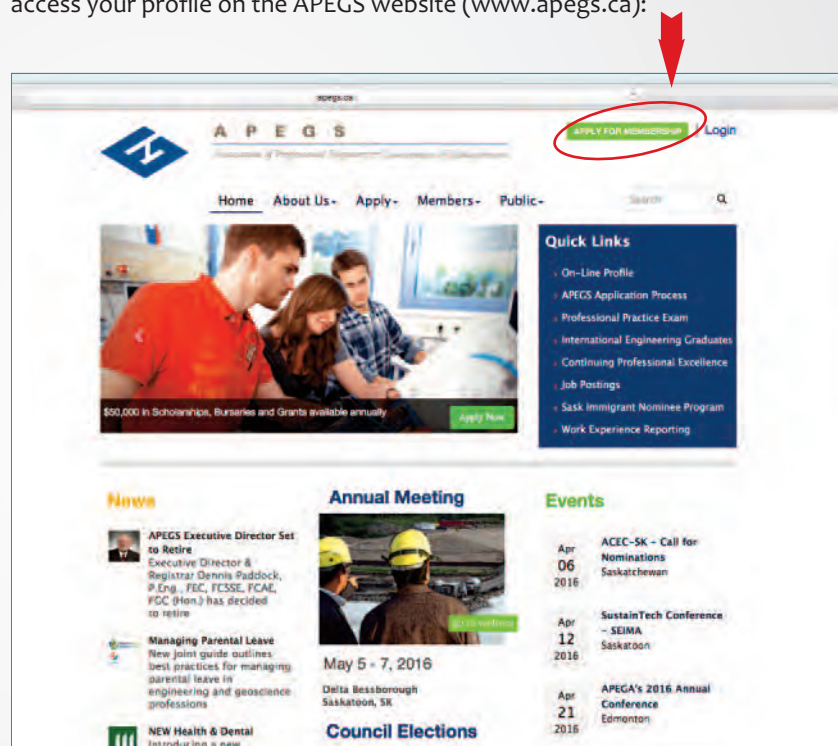 access your profile on the APEGS website (www.apegs.ca):
apegs.ca
APEGS
APPLY FOR MEMBERSHIP | Login
Home About Us Apply Members Public Search
$50,000 in Scholarships, Bursaries and Grants available annually
Apply Now
Quick Links
On-Line Profile
APEGS Application Process
Professional Practice Exam
International Engineering Graduates
Continuing Professional Excellence
Job Postings
Sask Immigrant Nominee Program
Work Experience Reporting
News
APEGS Executive Director Set
to Retire
Executive Director &
Registrar Dennis Paddock,
P.Eng., FEC, FCSSE, FCAE,
FGC (Hon.) has decided
to retire
Managing Parental Leave
New joint guide outlines
best practices for managing
parental leave in
engineering and geoscience
professions
NEW Health & Dental
Introducing a new
Annual Meeting
go to website
May 5 - 7, 2016
Delta Bessborough
Saskatoon, SK
Council Elections
Events
Apr
06
2016
ACEC-SK - Call for
Nominations
Saskatchewan
Apr
12
2016
SustainTech Conference
- SEIMA
Saskatoon
Apr
21
2016
APEGA's 2016 Annual
Conference
Edmonton